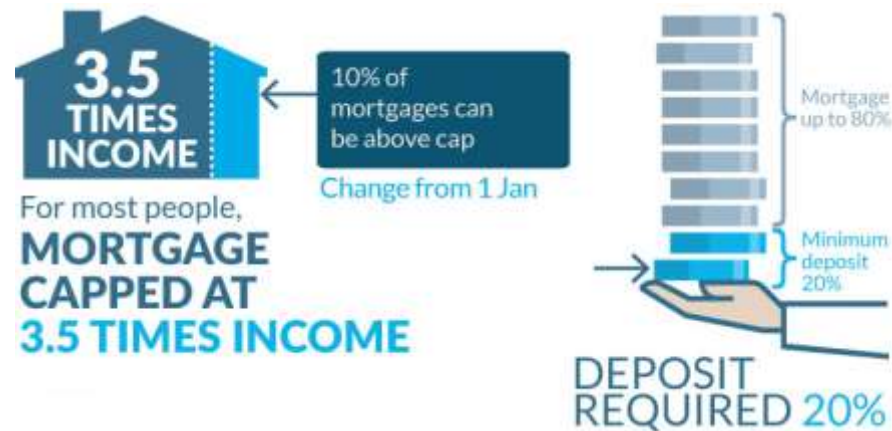 3.5
TIMES
INCOME
10% of
mortgages can
be above cap
Change from 1 Jan
For most people,
MORTGAGE
CAPPED AT
3.5 TIMES INCOME
Mortgage
up to 80%
Minimum
deposit
20%
DEPOSIT
REQUIRED 20%